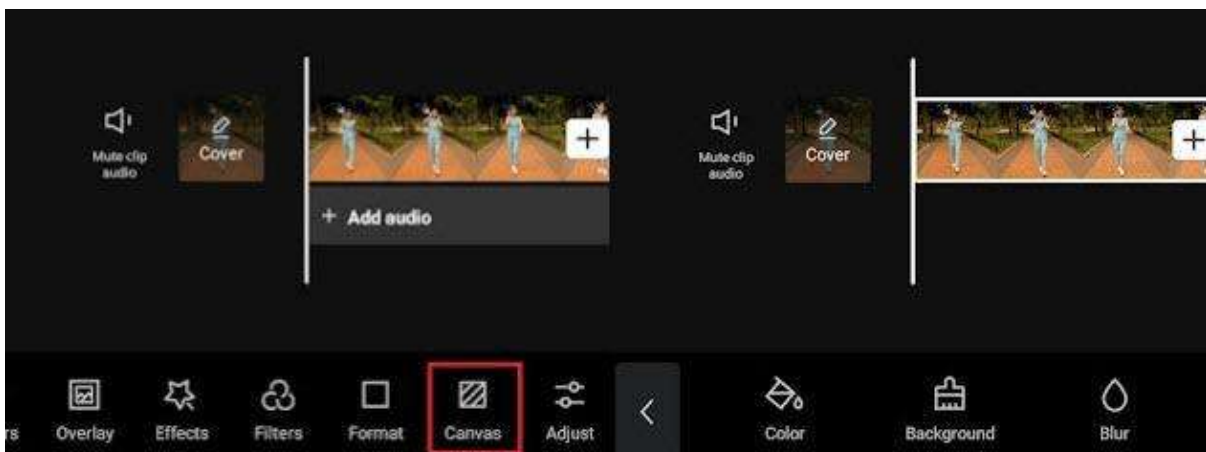 Mute clip
audio
Cover
+ Add audio
rs
Overlay
Effects
Filters
Format
Canvas
Adjust
Mute clip
audio
Cover
Color
Background
Blur